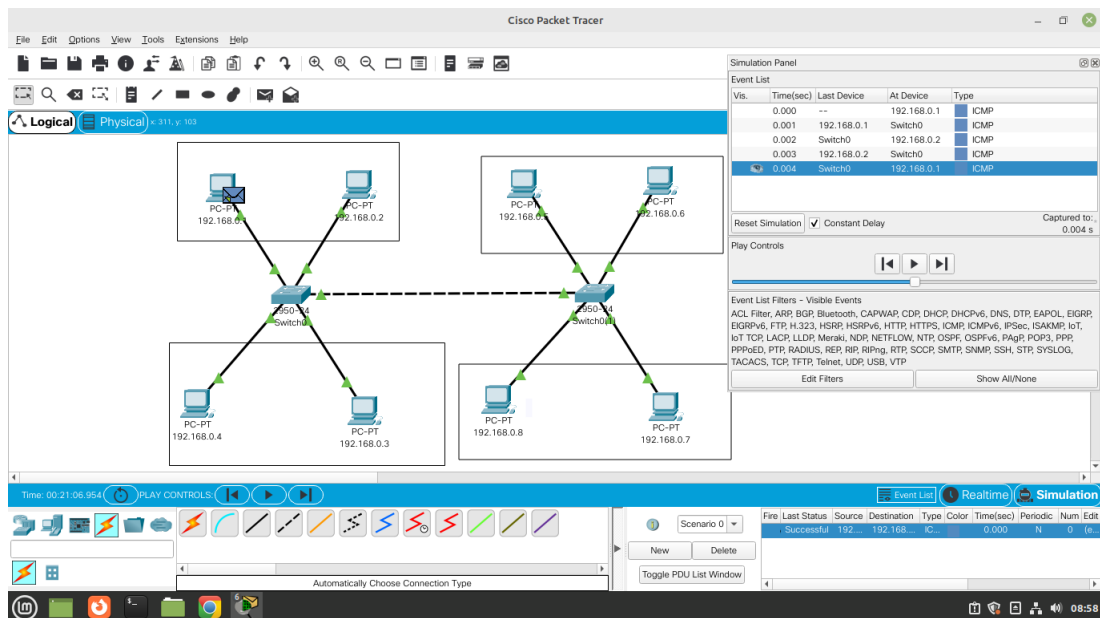 Cisco Packet Tracer
File Edit Options View Tools Extensions Help
Simulation Panel
Event List
Vis. Time(sec) Last Device At Device Type
0.000 -- 192.168.0.1 ICMP
0.001 192.168.0.1 Switch0 ICMP
0.002 Switch0 192.168.0.2 ICMP
0.003 192.168.0.2 Switch0 ICMP
0.004 Switch0 192.168.0.1 ICMP
Reset Simulation Constant Delay
Captured to:
0.004 s
Play Controls
Event List Filters - Visible Events
ACL Filter, ARP, BGP, Bluetooth, CAPWAP, CDP, DHCP, DHCPv6, DNS, DTP, EAPOL, EIGRP,
EIGRPv6, FTP, H.323, HSRP, HSRPv6, HTTP, HTTPS, ICMP, ICMPv6, IPSec, ISAKMP, IoT,
IoT TCP, LACP, LLDP, Meraki, NDP, NETFLOW, NTP, OSPF, OSPFv6, PAgP, POP3, PPP,
PPPoED, PTP, RADIUS, REP, RIP, RIPng, RTP, SCCP, SMTP, SNMP, SSH, STP, SYSLOG,
TACACS, TCP, TFTP, Telnet, UDP, USB, VTP
Edit Filters Show All/None
Logical Physical x: 311, y: 103
PC-PT
PC-PT
192.168.0.2
PC-PT
PC-PT
192.168.0.6
2950-24
Switch0
2950-24
Switch0(1)
PC-PT
192.168.0.4
PC-PT
192.168.0.3
PC-PT
192.168.0.8
PC-PT
192.168.0.7
Time: 00:21:06.954 PLAY CONTROLS:
Event List Realtime Simulation
Automatically Choose Connection Type
Scenario 0
New Delete
Toggle PDU List Window
Fire Last Status Source Destination Type Color Time(sec) Periodic Num Edit
Successful 192.... 192.168.... IC... 0.000 N 0 (e...
6
08:58